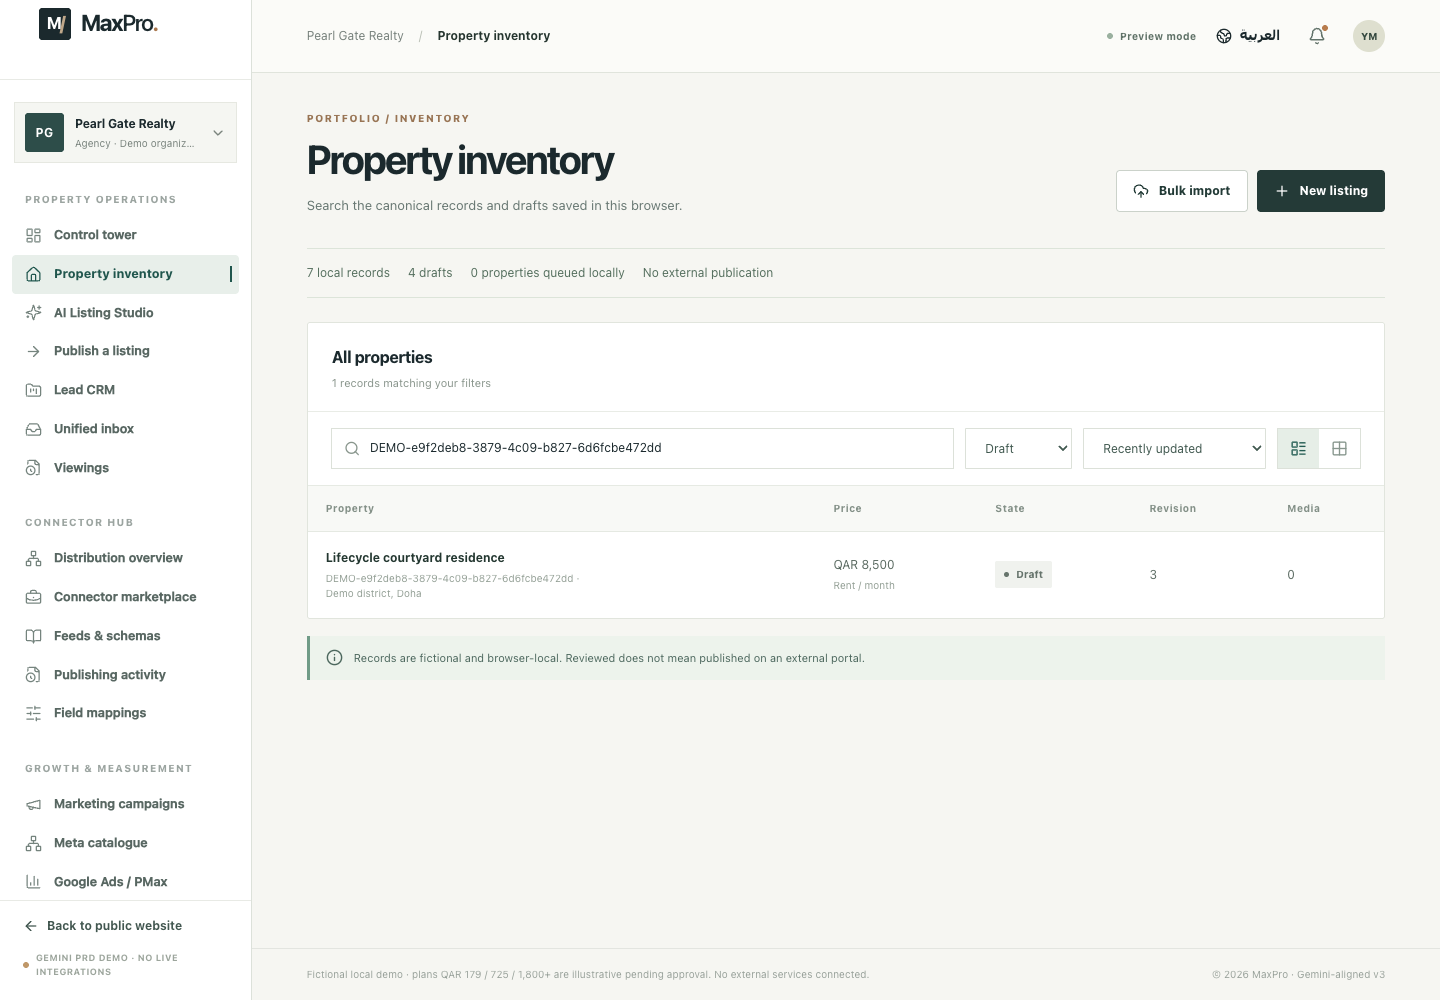 M/ MaxPro.
Pearl Gate Realty / Property inventory
Preview mode
العربية
YM
PG
Pearl Gate Realty
Agency · Demo organiz...
PROPERTY OPERATIONS
Control tower
Property inventory
AI Listing Studio
Publish a listing
Lead CRM
Unified inbox
Viewings
CONNECTOR HUB
Distribution overview
Connector marketplace
Feeds & schemas
Publishing activity
Field mappings
GROWTH & MEASUREMENT
Marketing campaigns
Meta catalogue
Google Ads / PMax
Back to public website
GEMINI PRD DEMO · NO LIVE
INTEGRATIONS
PORTFOLIO / INVENTORY
Property inventory
Search the canonical records and drafts saved in this browser.
Bulk import
New listing
7 local records 4 drafts 0 properties queued locally No external publication
All properties
1 records matching your filters
DEMO-e9f2deb8-3879-4c09-b827-6d6fcbe472dd
Draft
Recently updated
Property Price State Revision Media
Lifecycle courtyard residence
DEMO-e9f2deb8-3879-4c09-b827-6d6fcbe472dd ·
Demo district, Doha
QAR 8,500
Rent / month
Draft
3
0
Records are fictional and browser-local. Reviewed does not mean published on an external portal.
Fictional local demo · plans QAR 179 / 725 / 1,800+ are illustrative pending approval. No external services connected.
© 2026 MaxPro · Gemini-aligned v3